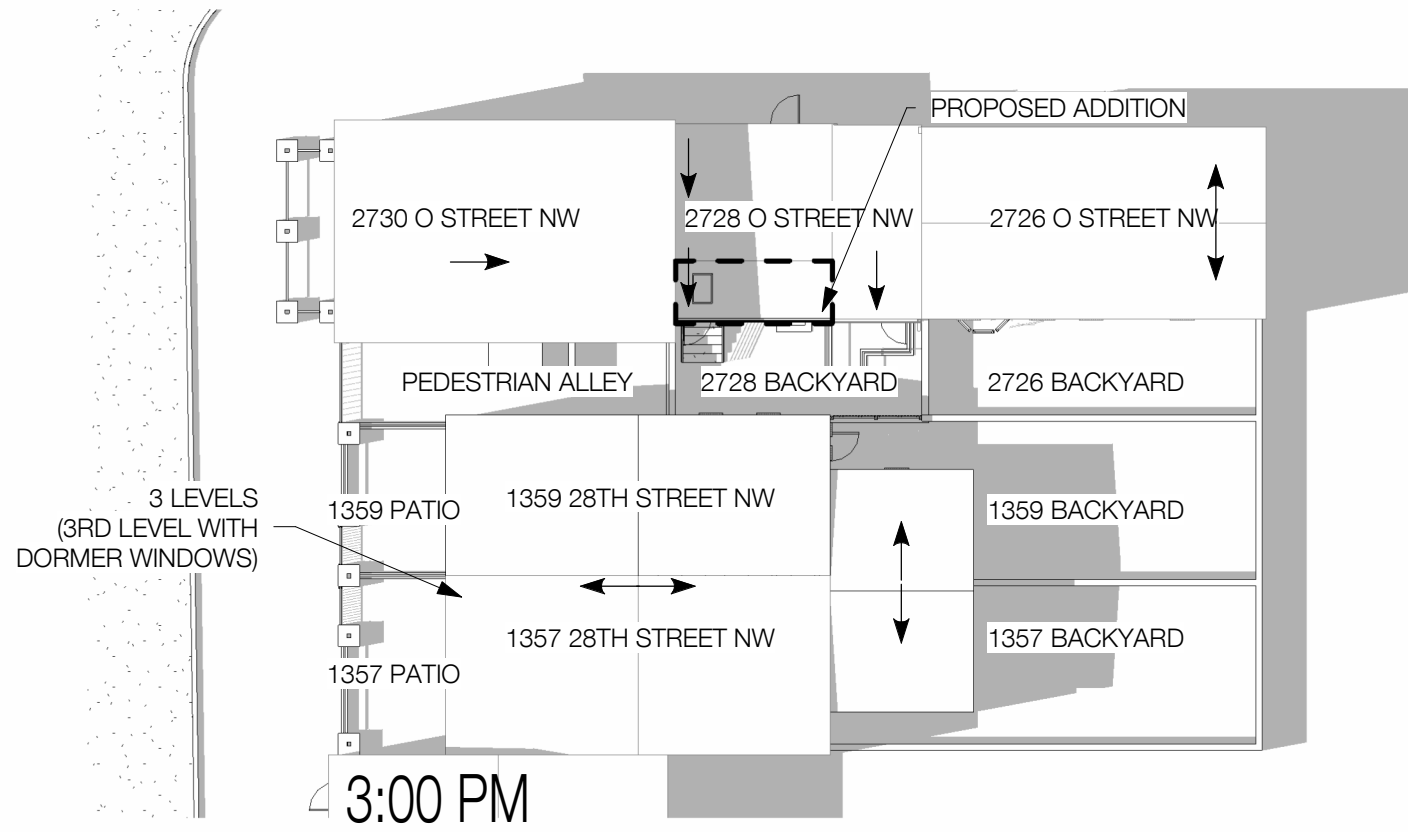 PROPOSED ADDITION
2730 O STREET NW
2728 O STREET NW
2726 O STREET NW
PEDESTRIAN ALLEY
2728 BACKYARD
2726 BACKYARD
3 LEVELS
(3RD LEVEL WITH
DORMER WINDOWS)
1359 PATIO
1359 28TH STREET NW
1359 BACKYARD
1357 PATIO
1357 28TH STREET NW
1357 BACKYARD
3:00 PM